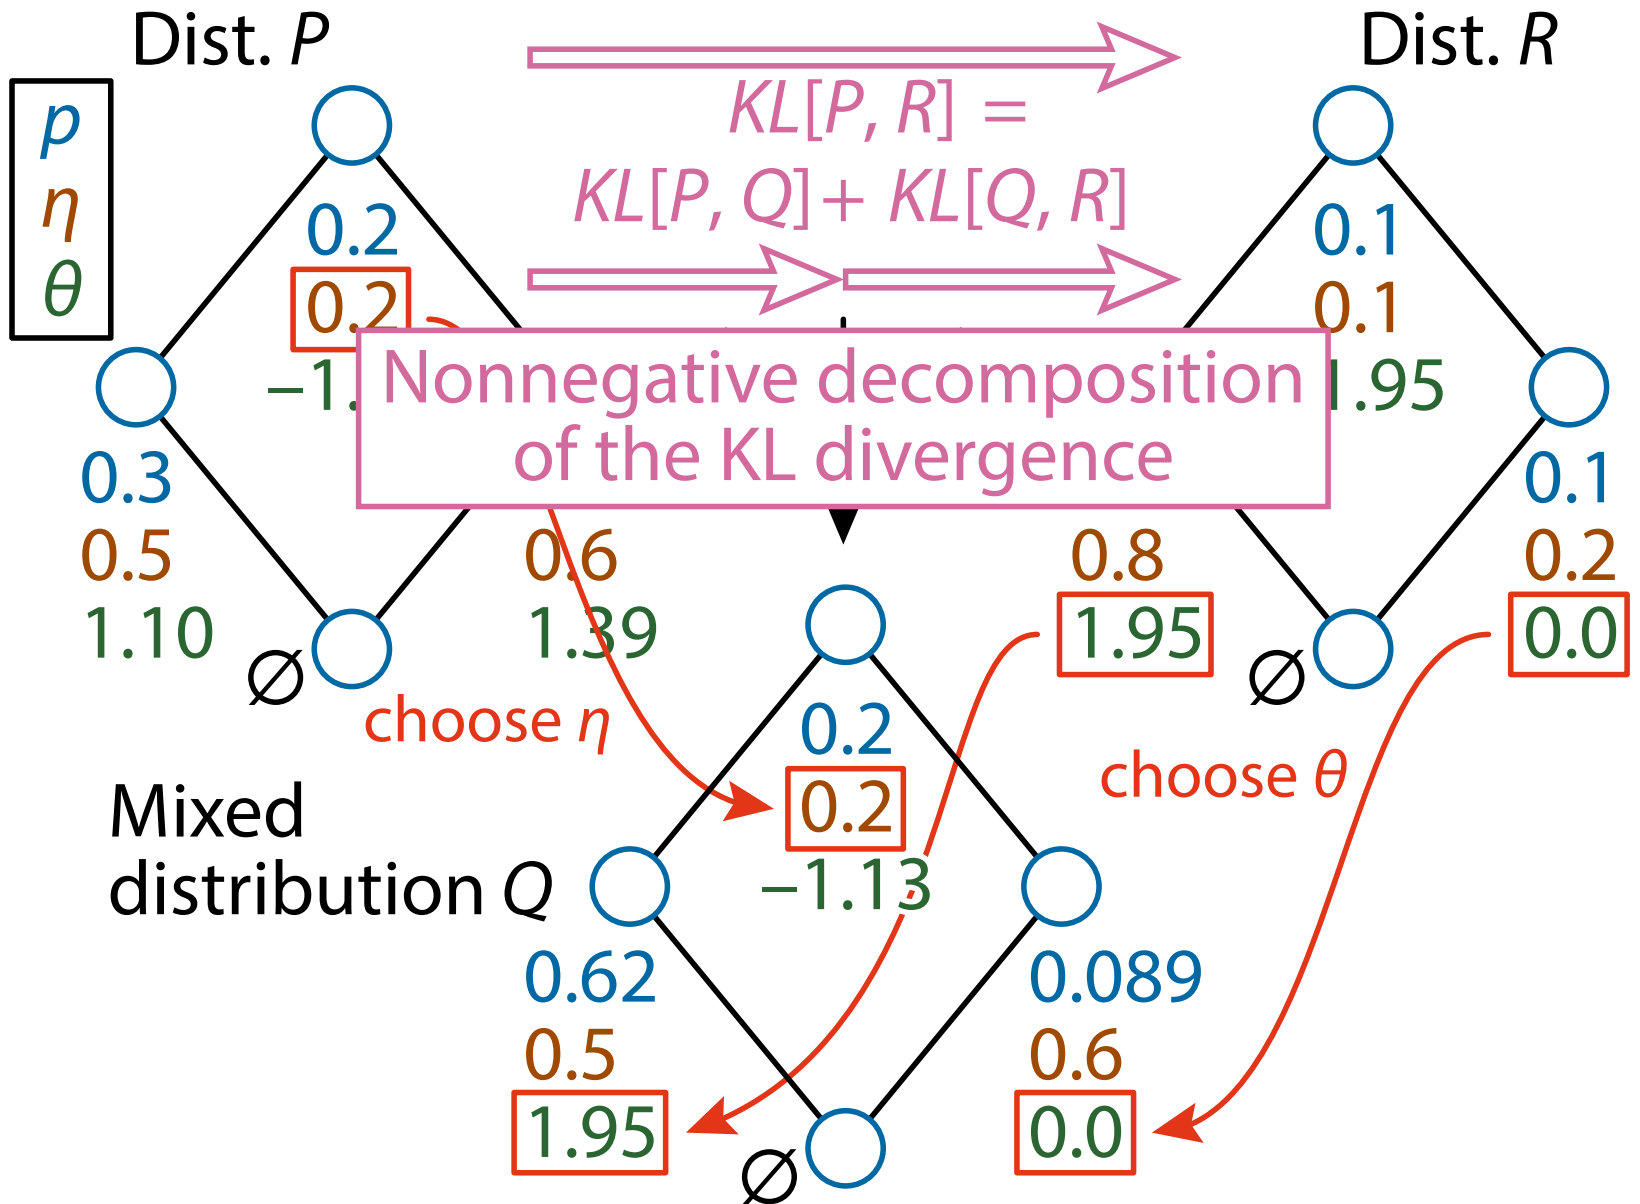 Dist. P
Dist. R
p
η
θ
KL[P, R] =
KL[P, Q] + KL[Q, R]
0.2
0.2
–1.
0.1
0.1
1.95
Nonnegative decomposition
of the KL divergence
0.3
0.5
1.10
0.6
1.39
0.8
1.95
0.1
0.2
0.0
Ø
Ø
choose η
choose θ
Mixed
distribution Q
0.2
0.2
–1.13
0.62
0.5
1.95
0.089
0.6
0.0
Ø